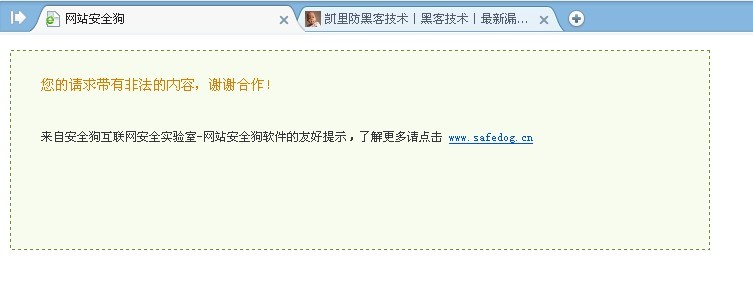 网站安全狗
凯里防黑客技术丨黑客技术丨最新漏...
您的请求带有非法的内容，谢谢合作！
来自安全狗互联网安全实验室-网站安全狗软件的友好提示，了解更多请点击 www.safedog.cn